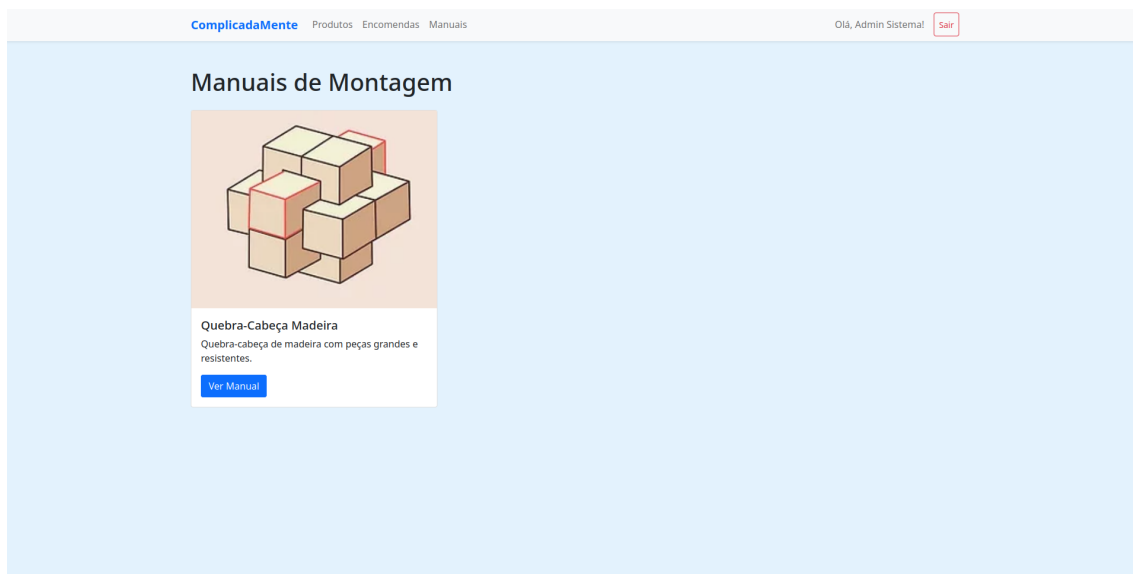 ComplicadaMente Produtos Encomendas Manuais Olá, Admin Sistema! Sair
Manuais de Montagem
Quebra-Cabeça Madeira
Quebra-cabeça de madeira com peças grandes e
resistentes.
Ver Manual